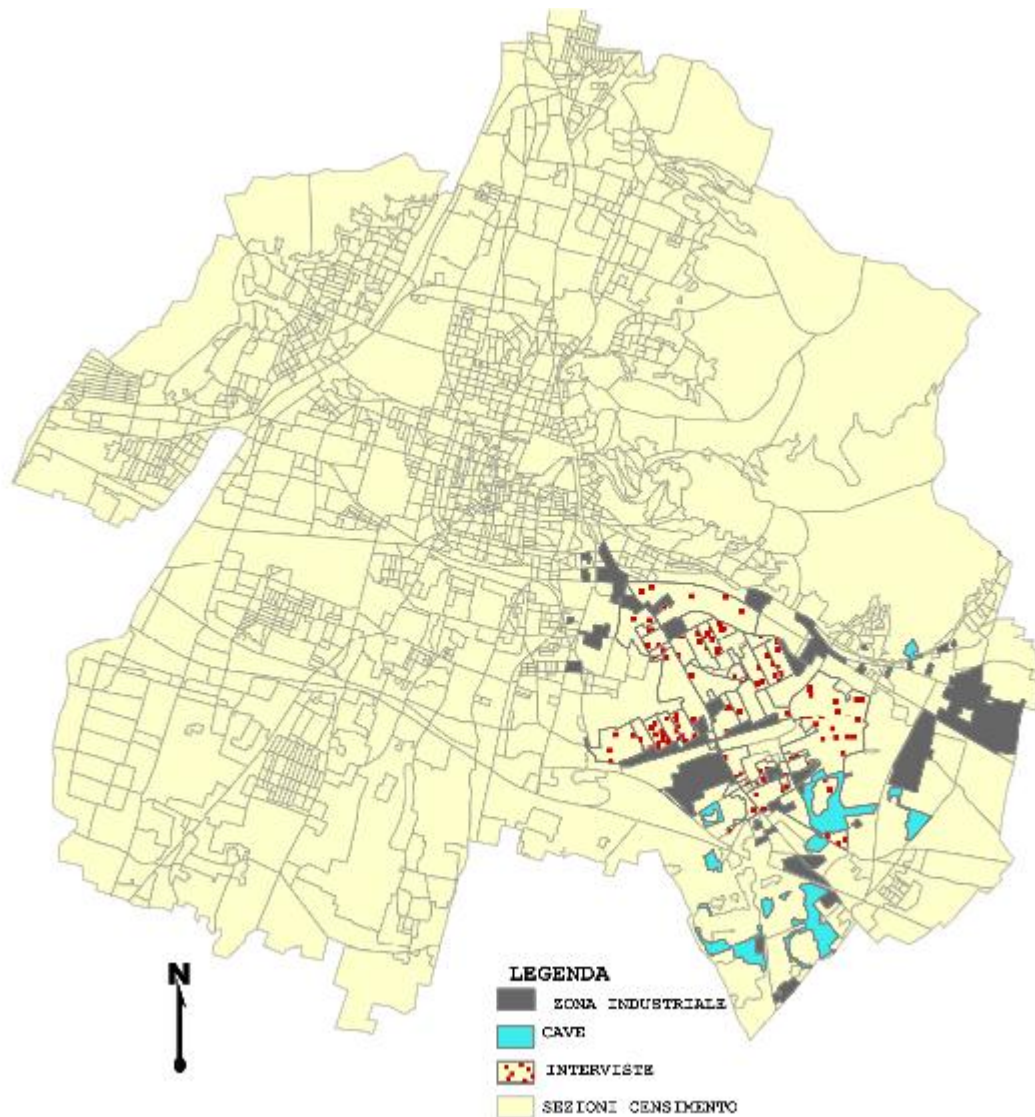 N
LEGENDA
ZONA INDUSTRIALE
CAVE
INTERVISTE
SEZIONI CENSIMENTO